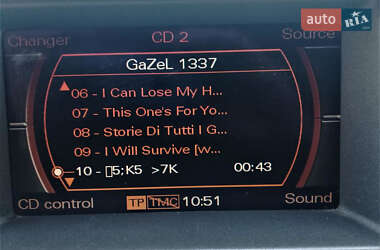 Changer CD 2 Source
auto RIA
GaZeL 1337
06 - I Can Lose My H...
07 - This One's For Yo...
08 - Storie Di Tutti I G...
09 - I Will Survive [w...
10 - ▯5;K5 >7K 00:43
CD control TP TMC 10:51 Sound